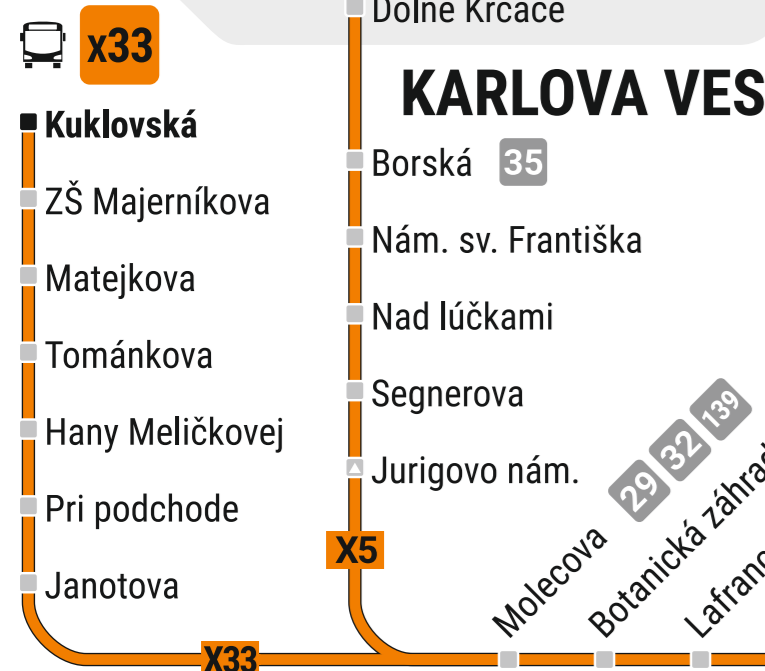 x33
Kuklovská
ZŠ Majerníkova
Matejkova
Tománkova
Hany Meličkovej
Pri podchode
Janotova
X33
Dolné Krčace
KARLOVA VES
Borská 35
Nám. sv. Františka
Nad lúčkami
Segnerova
Jurigovo nám.
X5
Molecova 29 32 139
Botanická